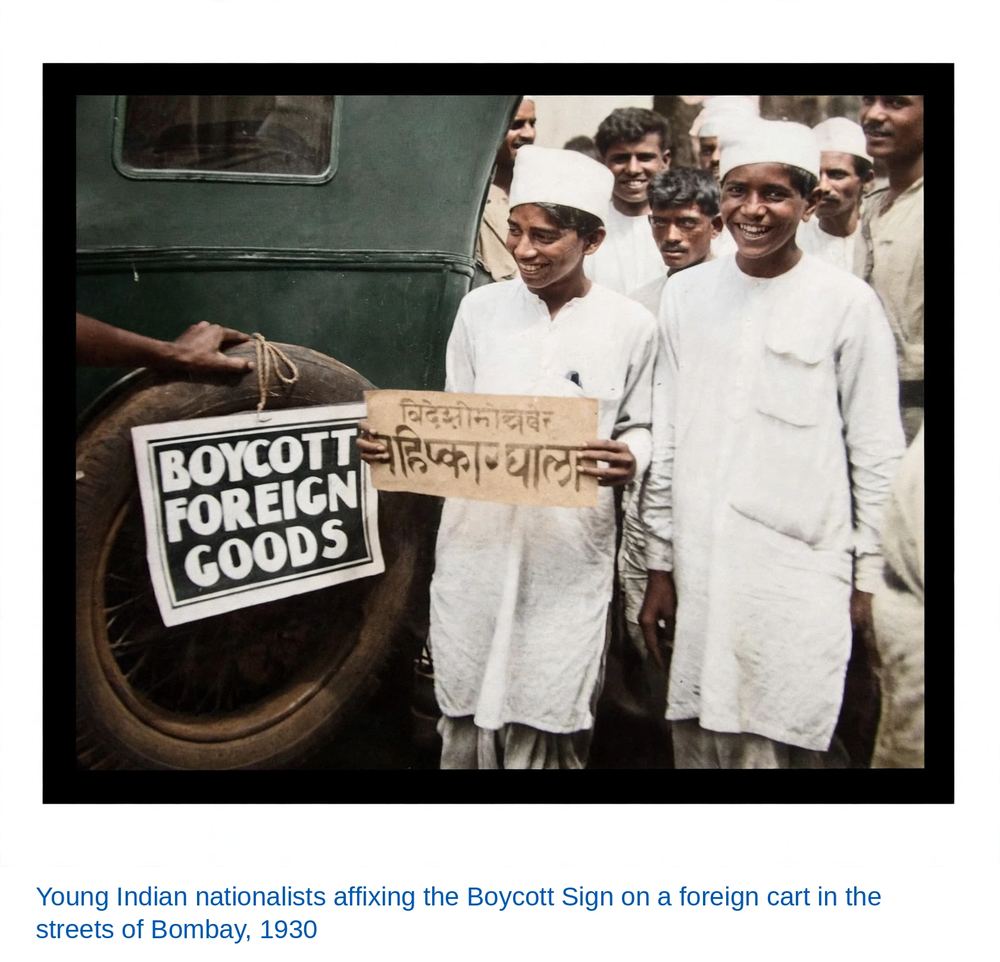 BOYCOTT
FOREIGN
GOODS
विदेशी
घाला
Young Indian nationalists affixing the Boycott Sign on a foreign cart in the
streets of Bombay, 1930